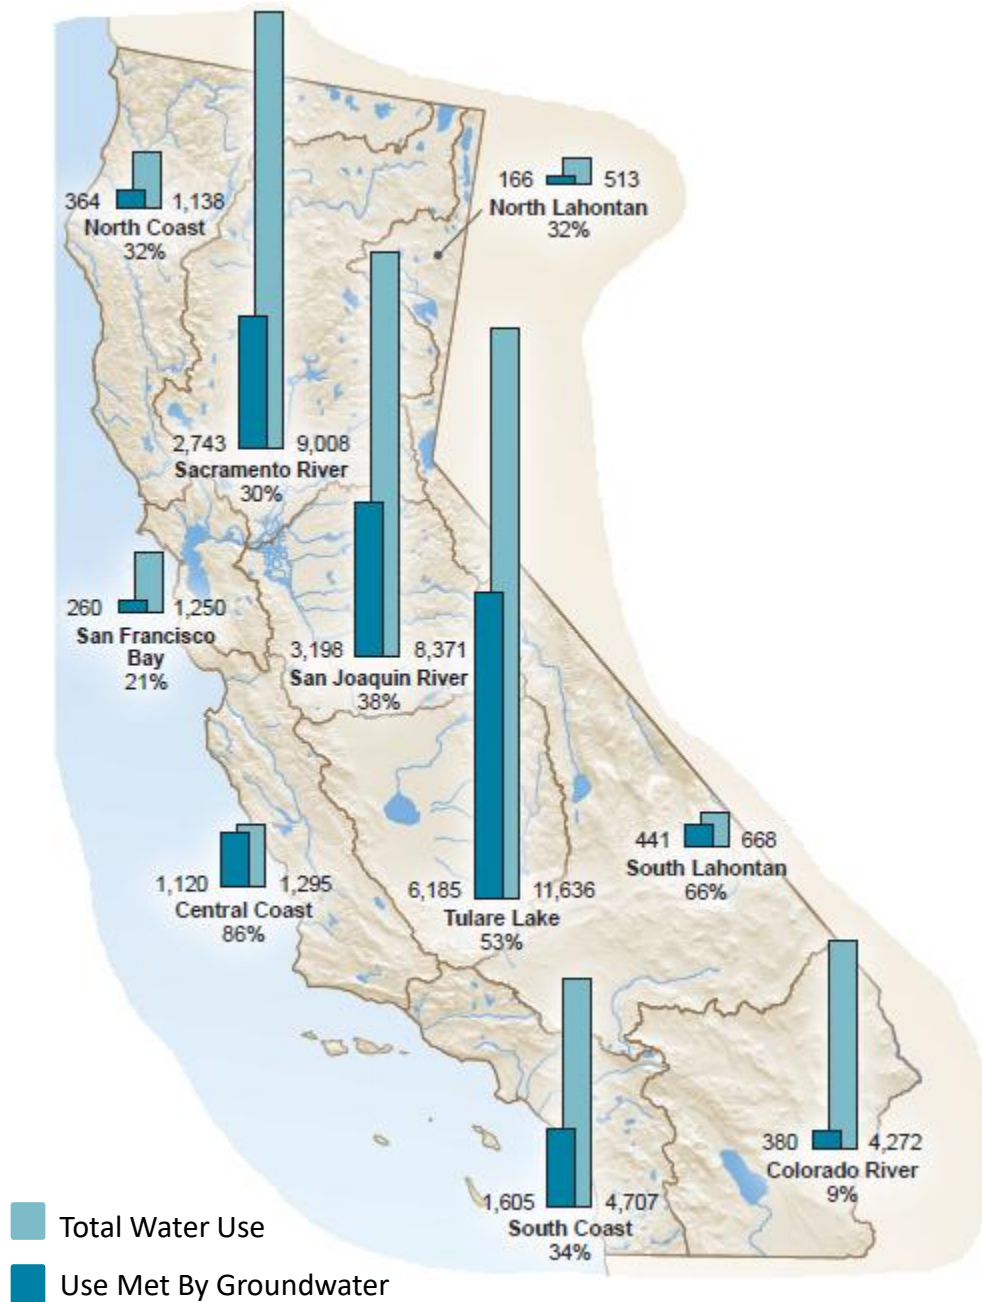 166 513
North Lahontan
32%
364 1,138
North Coast
32%
2,743 9,008
Sacramento River
30%
260 1,250
San Francisco
Bay
21%
3,198 8,371
San Joaquin River
38%
441 668
South Lahontan
66%
1,120 1,295
Central Coast
86%
6,185 11,636
Tulare Lake
53%
380 4,272
Colorado River
9%
1,605 4,707
South Coast
34%
Total Water Use
Use Met By Groundwater